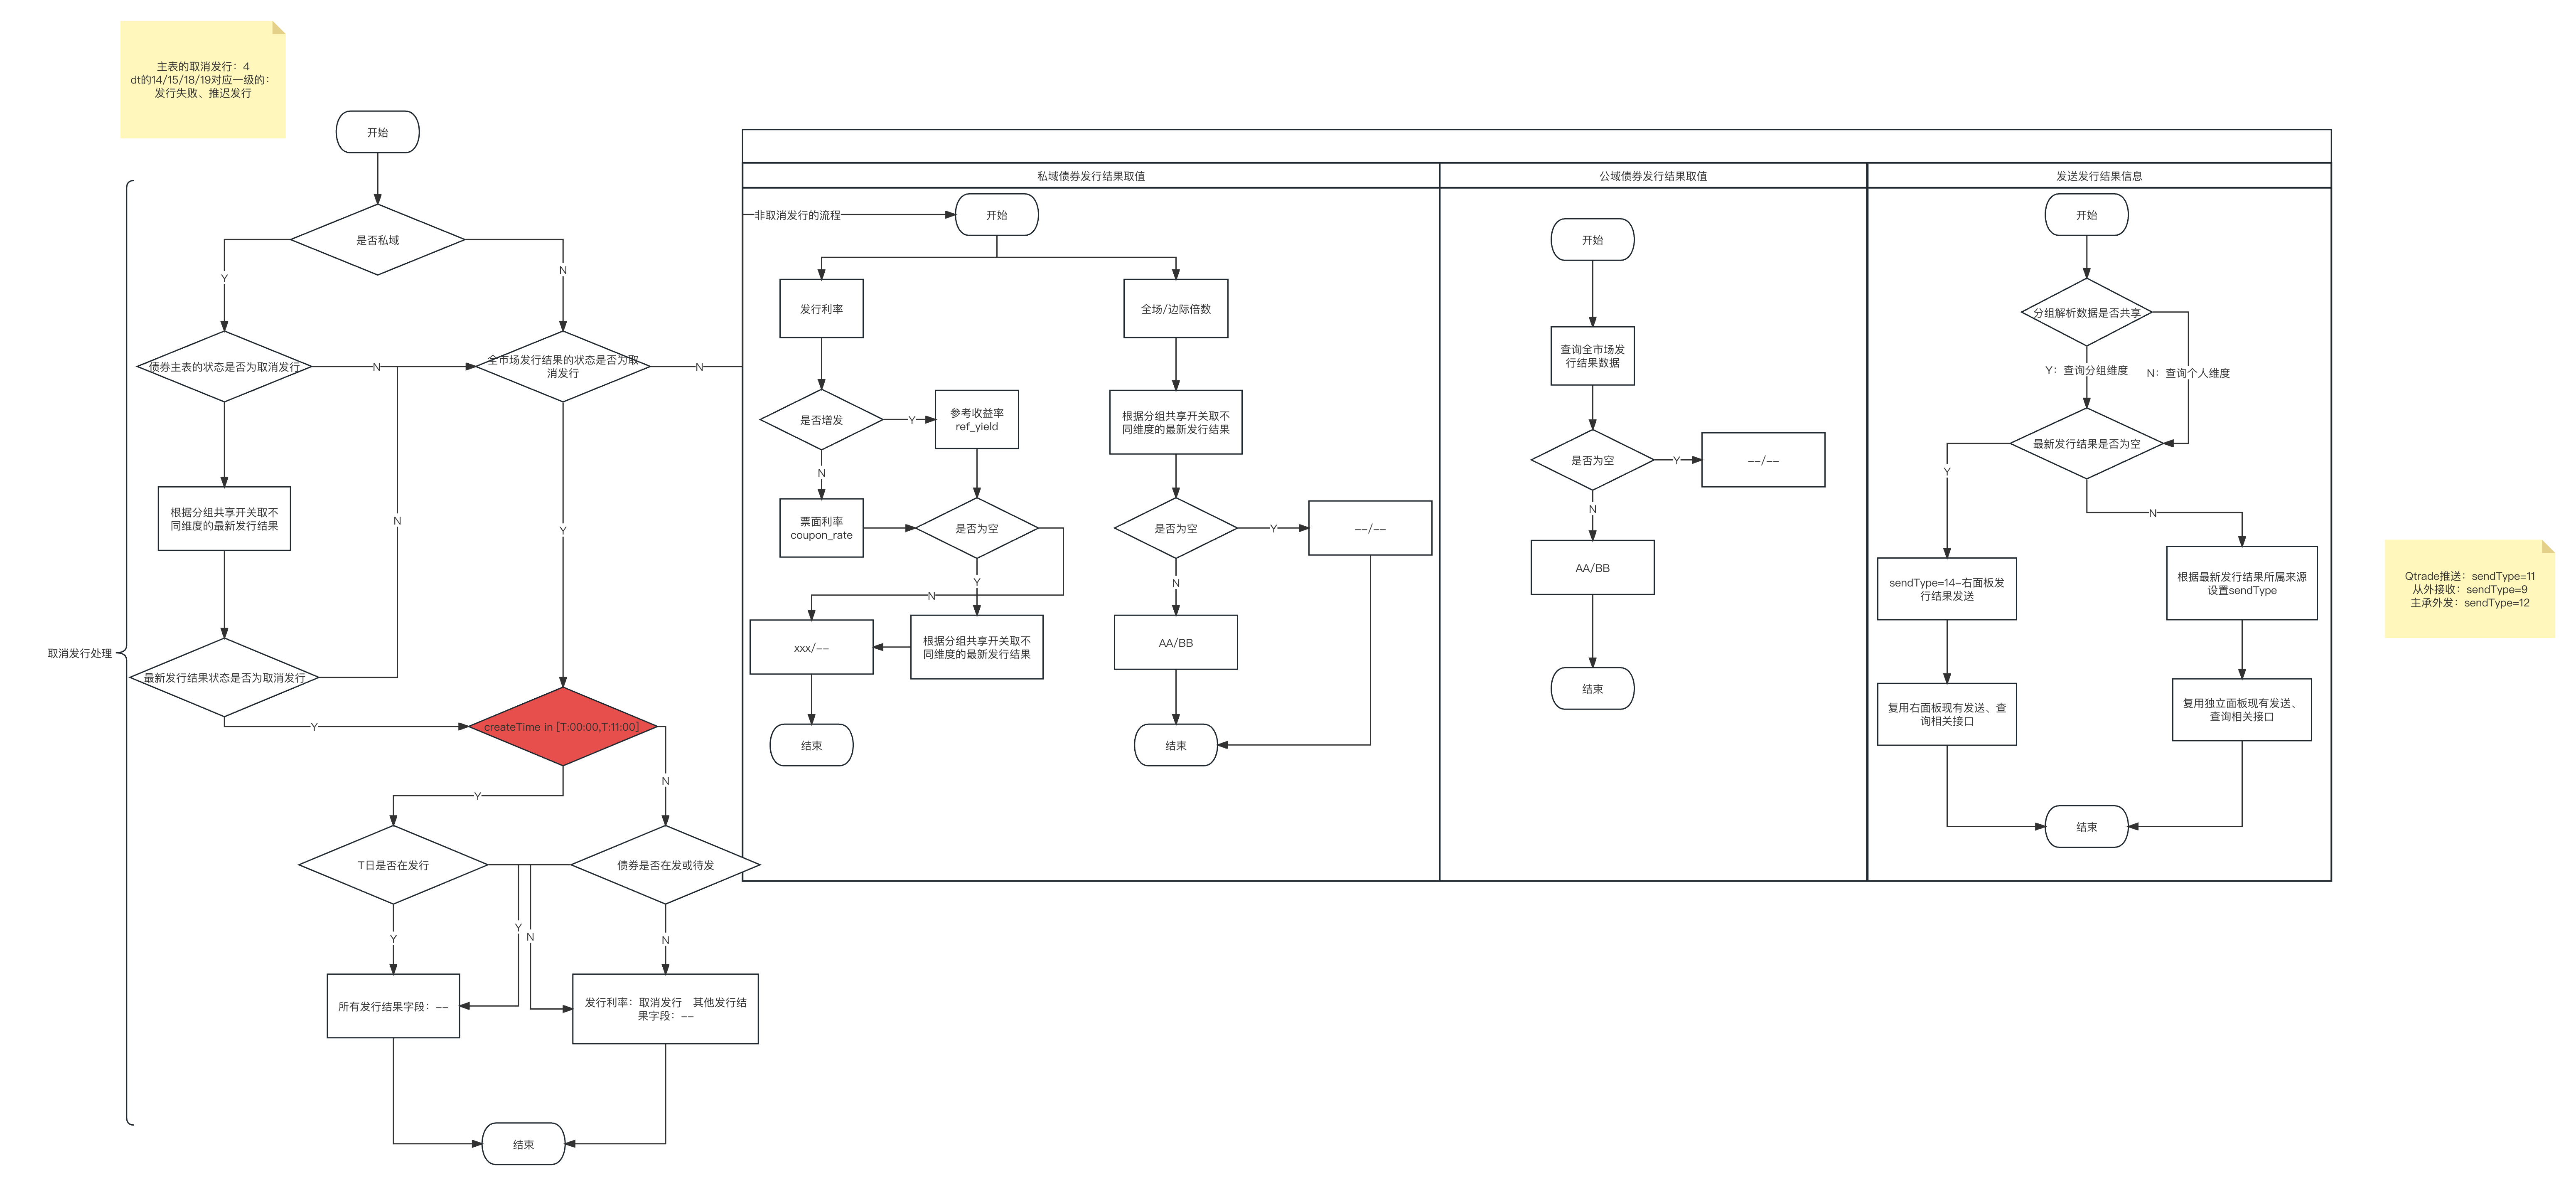 主表的取消发行：4
dt的14/15/18/19对应一级的：
发行失败、推迟发行
开始
是否私域
Y
N
债券主表的状态是否为取消发行
N
全市场发行结果的状态是否为取
消发行
N
根据分组共享开关取不
同维度的最新发行结果
N
Y
取消发行处理
最新发行结果状态是否为取消发行
Y
createTime in [T:00:00,T:11:00]
Y
N
T日是否在发行
债券是否在发或待发
Y
Y
N
N
所有发行结果字段：--
发行利率：取消发行 其他发行结
果字段：--
结束
私域债券发行结果取值
非取消发行的流程
开始
发行利率
全场/边际倍数
是否增发
Y
参考收益率
ref_yield
N
票面利率
coupon_rate
是否为空
Y
N
xxx/--
根据分组共享开关取不
同维度的最新发行结果
结束
根据分组共享开关取不
同维度的最新发行结果
是否为空
Y
--/--
N
AA/BB
结束
公域债券发行结果取值
开始
查询全市场发
行结果数据
是否为空
Y
--/--
N
AA/BB
结束
发送发行结果信息
开始
分组解析数据是否共享
Y：查询分组维度
N：查询个人维度
最新发行结果是否为空
Y
N
sendType=14-右面板发
行结果发送
根据最新发行结果所属来源
设置sendType
复用右面板现有发送、查
询相关接口
复用独立面板现有发送、
查询相关接口
结束
Qtrade推送：sendType=11
从外接收：sendType=9
主承外发：sendType=12